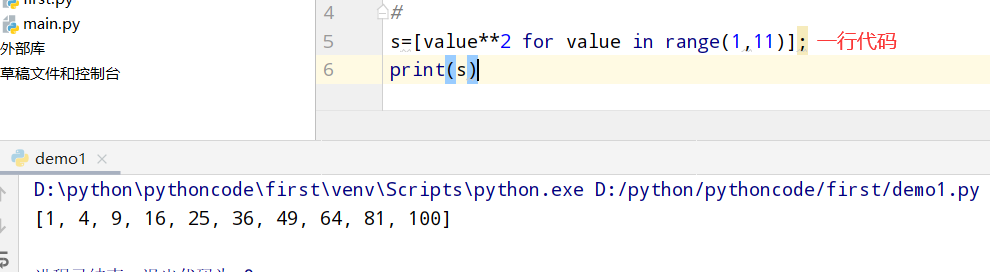 first.py
main.py
外部库
草稿文件和控制台
4 #
5 s=[value**2 for value in range(1,11)]; 一行代码
6 print(s)
demo1 ×
D:\python\pythoncode\first\venv\Scripts\python.exe D:/python/pythoncode/first/demo1.py
[1, 4, 9, 16, 25, 36, 49, 64, 81, 100]